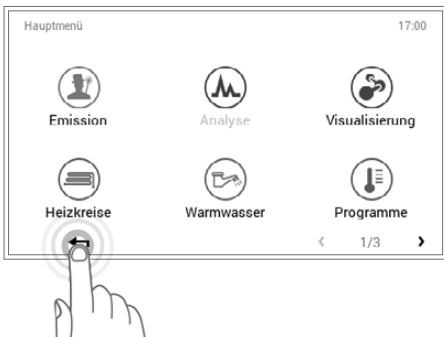 Hauptmenü 17:00
Emission Analyse Visualisierung
Heizkreise Warmwasser Programme
1/3